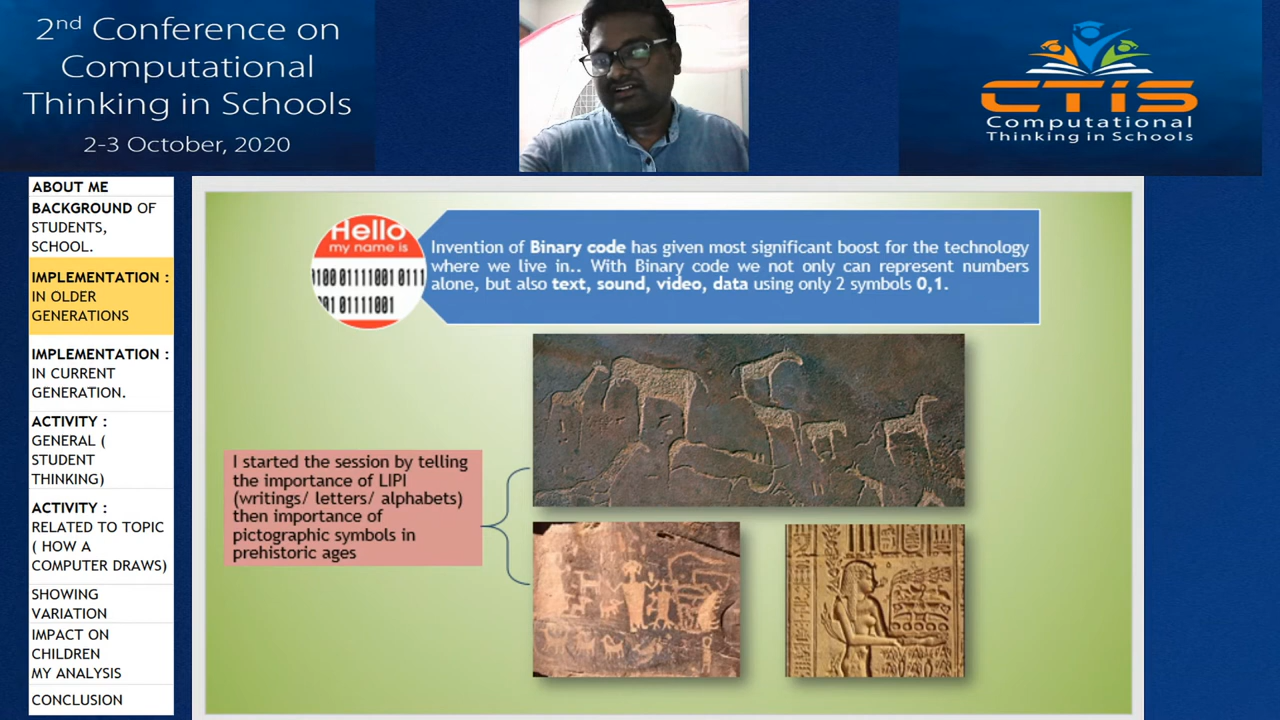 2nd Conference on
Computational
Thinking in Schools
2-3 October, 2020
CTiS
Computational
Thinking in Schools
ABOUT ME
BACKGROUND OF
STUDENTS,
SCHOOL.
IMPLEMENTATION :
IN OLDER
GENERATIONS
IMPLEMENTATION :
IN CURRENT
GENERATION.
ACTIVITY :
GENERAL (
STUDENT
THINKING)
ACTIVITY :
RELATED TO TOPIC
( HOW A
COMPUTER DRAWS)
SHOWING
VARIATION
IMPACT ON
CHILDREN
MY ANALYSIS
CONCLUSION
Hello
my name is
0100 01111001 0111
001 01111001
Invention of Binary code has given most significant boost for the technology
where we live in.. With Binary code we not only can represent numbers
alone, but also text, sound, video, data using only 2 symbols 0,1.
I started the session by telling
the importance of LIPI
(writings/ letters/ alphabets)
then importance of
pictographic symbols in
prehistoric ages